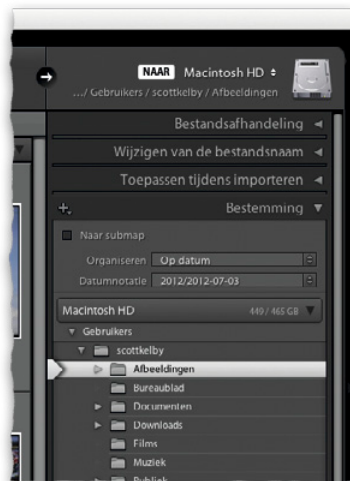 NAAR Macintosh HD
.../ Gebruikers / scottkelby / Afbeeldingen
Bestandsafhandeling
Wijzigen van de bestandsnaam
Toepassen tijdens importeren
Bestemming
Naar submap
Organiseren Op datum
Datumnotatie 2012/2012-07-03
Macintosh HD 449 / 465 GB
Gebruikers
scottkelby
Afbeeldingen
Bureaublad
Documenten
Downloads
Films
Muziek
Publiek